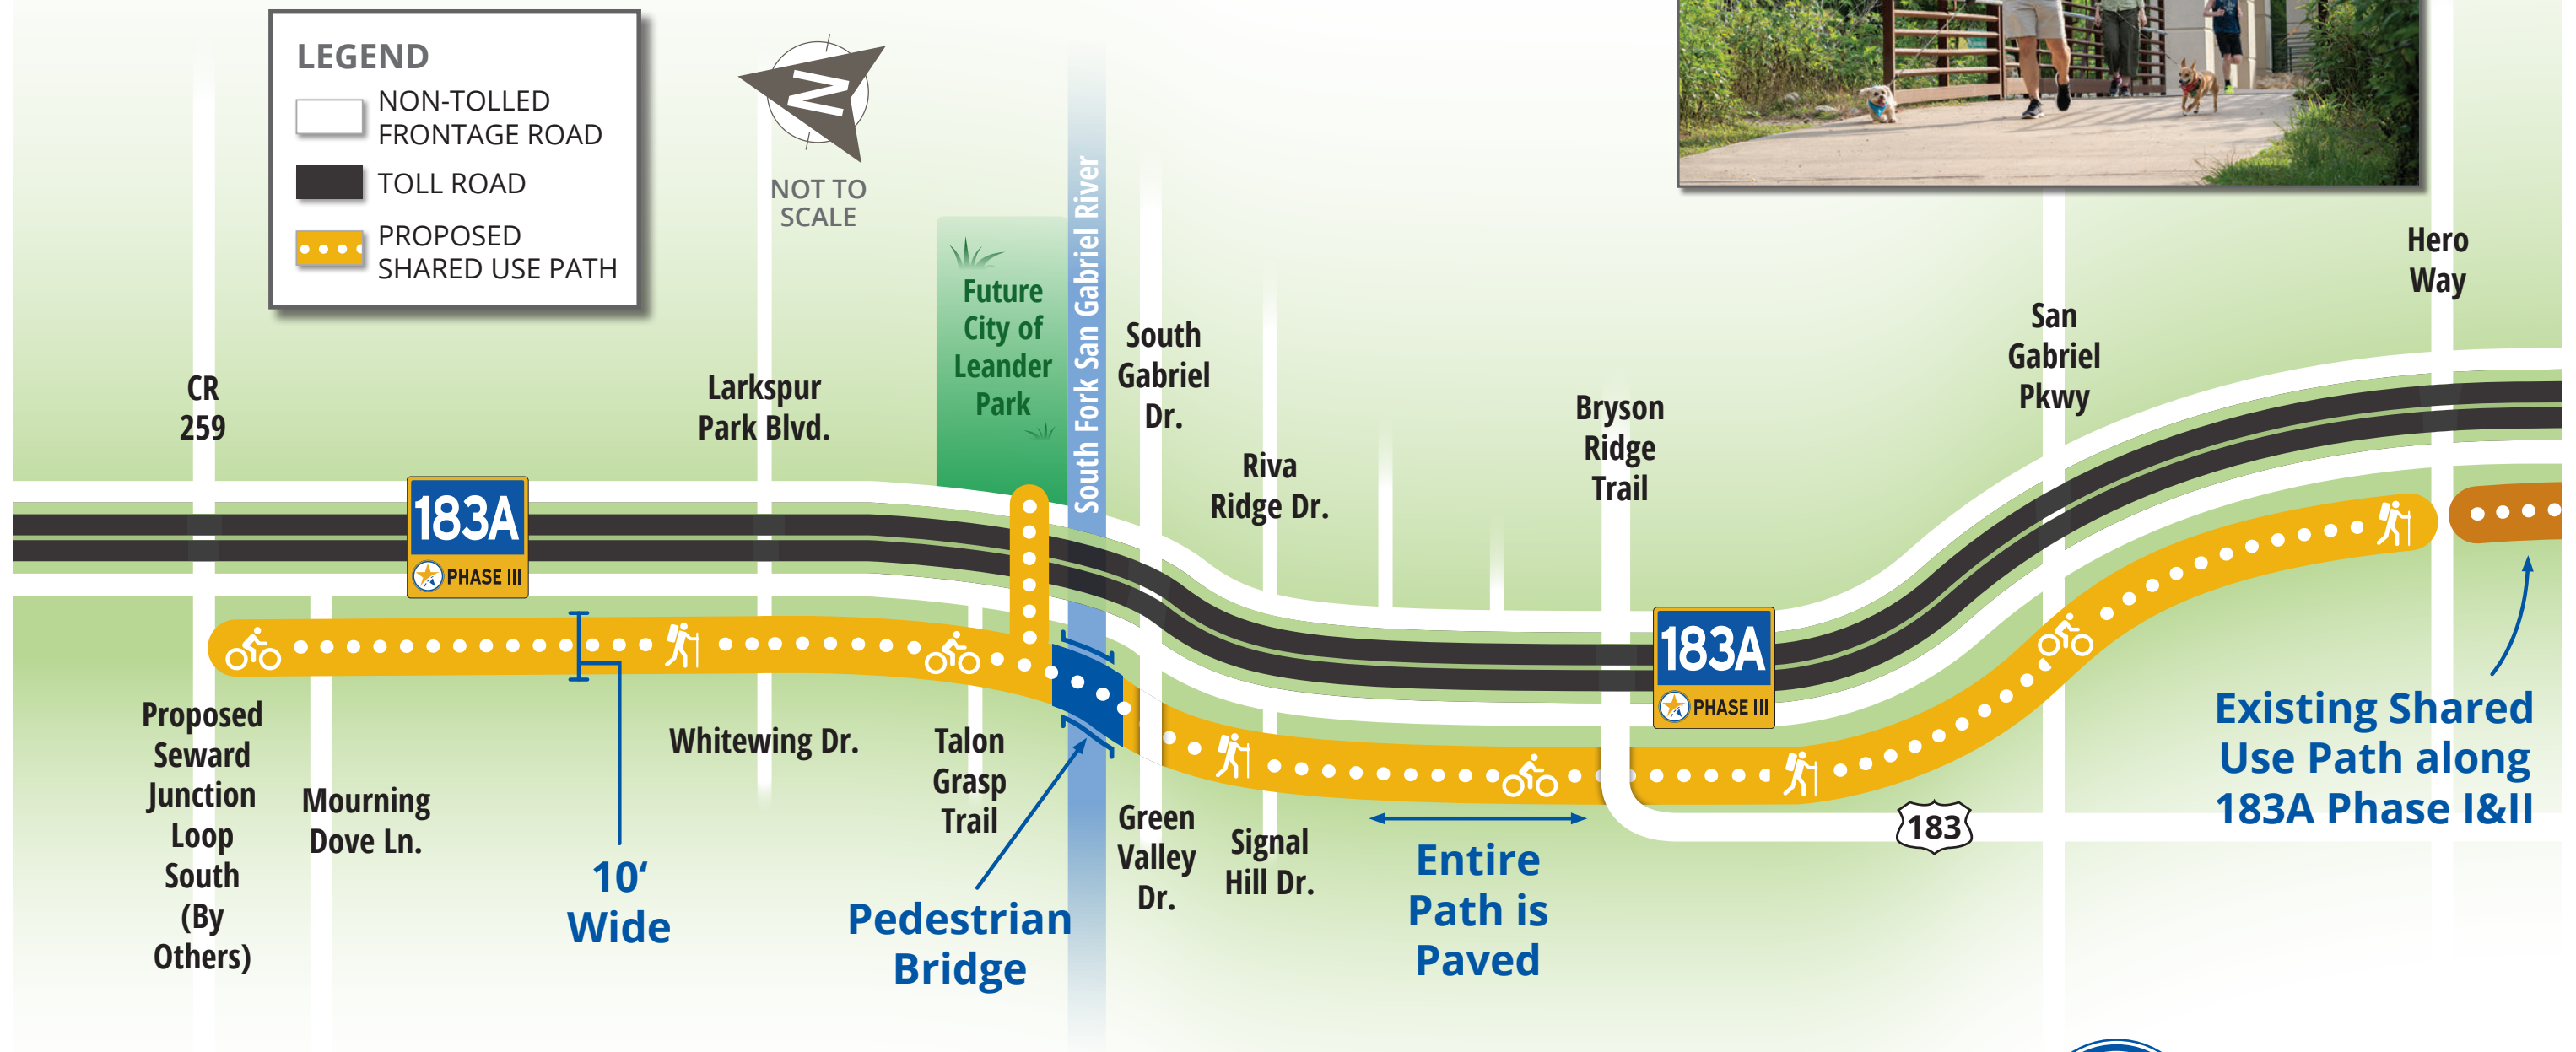 LEGEND
NON-TOLLED
FRONTAGE ROAD
TOLL ROAD
PROPOSED
SHARED USE PATH
N
NOT TO
SCALE
CR
259
Larkspur
Park Blvd.
Future
City of
Leander
Park
South Fork San Gabriel River
South
Gabriel
Dr.
Riva
Ridge Dr.
Bryson
Ridge
Trail
San
Gabriel
Pkwy
Hero
Way
183A
PHASE III
183A
PHASE III
Proposed
Seward
Junction
Loop
South
(By
Others)
Mourning
Dove Ln.
10‘
Wide
Whitewing Dr.
Talon
Grasp
Trail
Pedestrian
Bridge
Green
Valley
Dr.
Signal
Hill Dr.
Entire
Path is
Paved
183
Existing Shared
Use Path along
183A Phase I&II